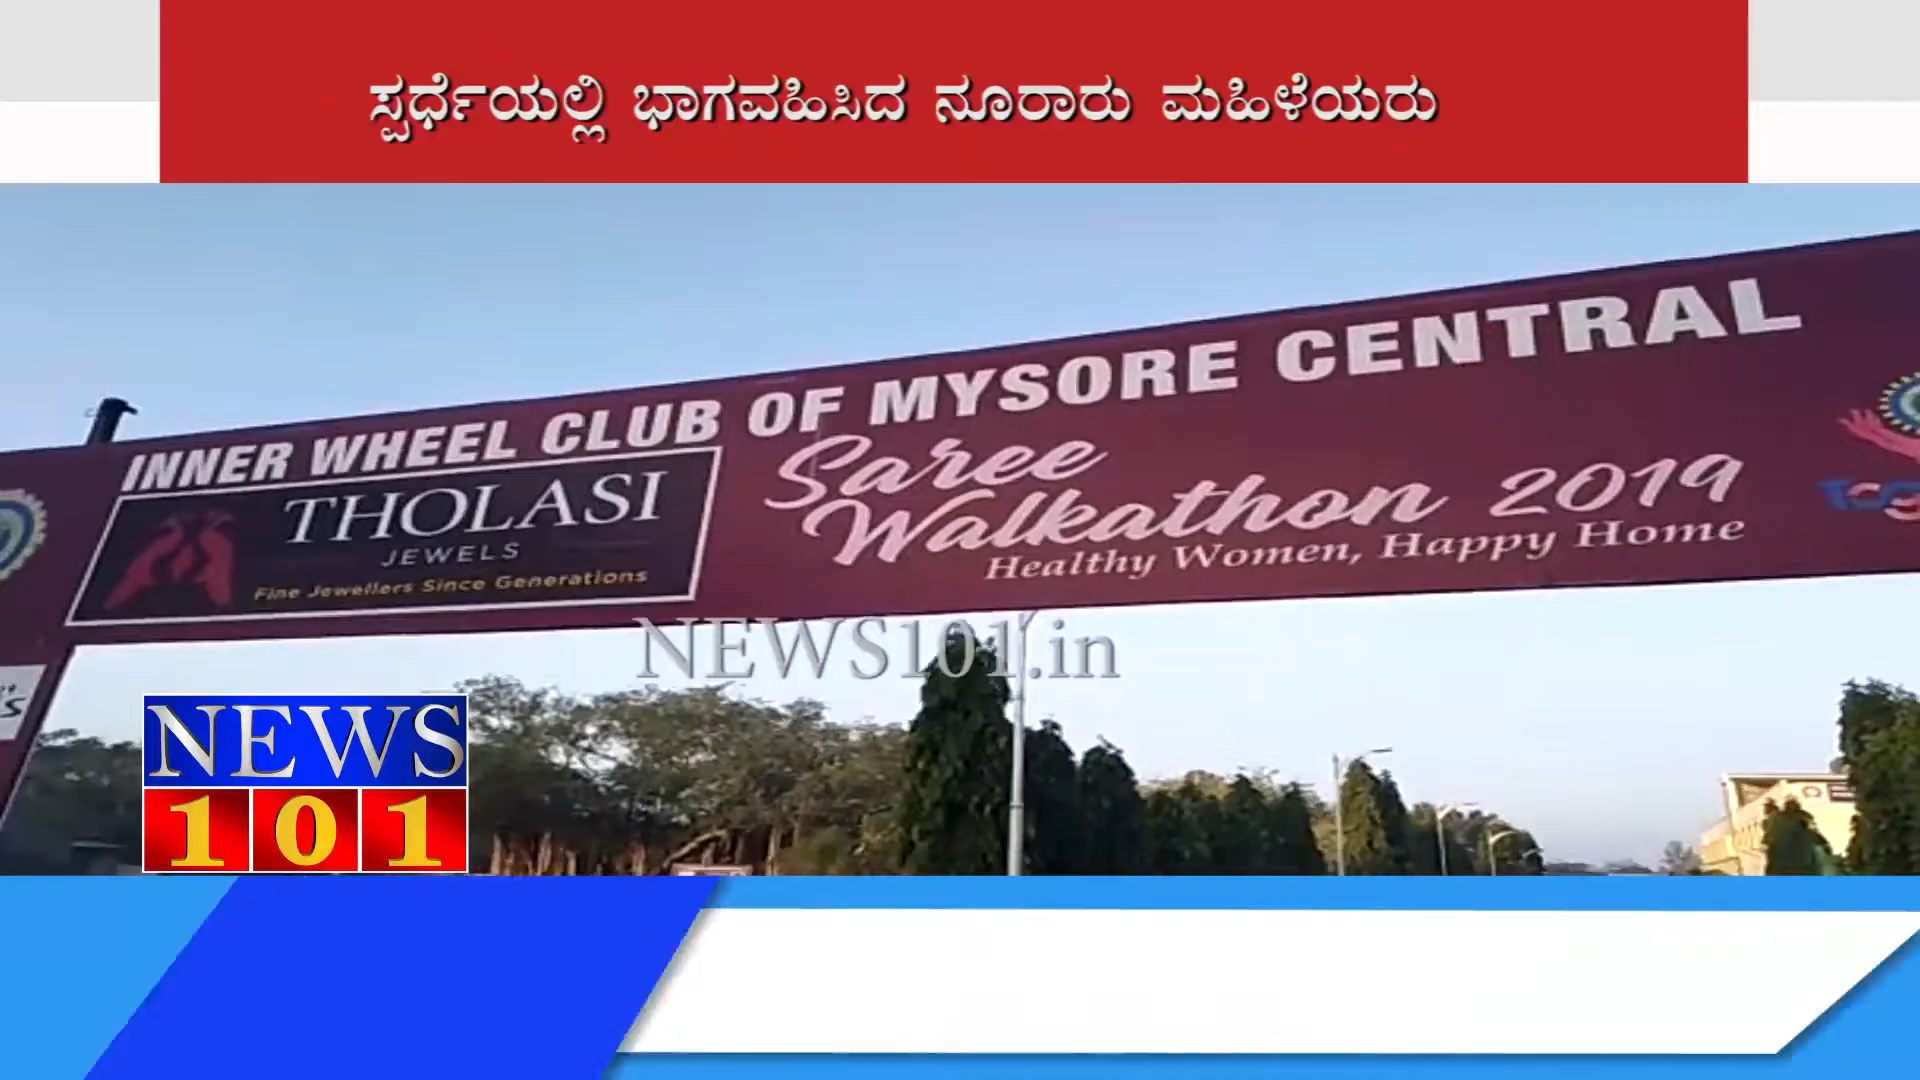 ಸ್ಪರ್ಧೆಯಲ್ಲಿ ಭಾಗವಹಿಸಿದ ನೂರಾರು ಮಹಿಳೆಯರು
INNER WHEEL CLUB OF MYSORE CENTRAL
THOLASI
JEWELS
Fine Jewellers Since Generations
Saree
Walkathon 2019
Healthy Women, Happy Home
NEWS101.in
NEWS
101